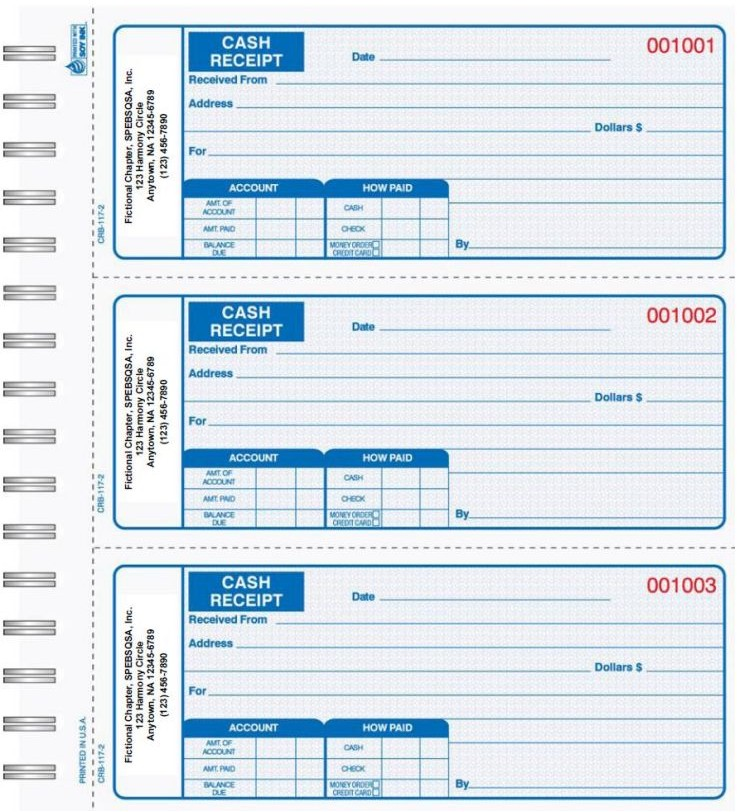 PRINTED WITH
SOY INK
CASH
RECEIPT
Date
001001
Received From
Address
Dollars $
For
ACCOUNT
HOW PAID
AMT. OF
ACCOUNT
CASH
AMT. PAID
CHECK
BALANCE
DUE
MONEY ORDER
CREDIT CARD
By
Fictional Chapter, SPEBSQSA, Inc.
123 Harmony Circle
Anytown, NA 12345-6789
(123) 456-7890
CRB-117-2
CASH
RECEIPT
Date
001002
Received From
Address
Dollars $
For
ACCOUNT
HOW PAID
AMT. OF
ACCOUNT
CASH
AMT. PAID
CHECK
BALANCE
DUE
MONEY ORDER
CREDIT CARD
By
Fictional Chapter, SPEBSQSA, Inc.
123 Harmony Circle
Anytown, NA 12345-6789
(123) 456-7890
CRB-117-2
CASH
RECEIPT
Date
001003
Received From
Address
Dollars $
For
ACCOUNT
HOW PAID
AMT. OF
ACCOUNT
CASH
AMT. PAID
CHECK
BALANCE
DUE
MONEY ORDER
CREDIT CARD
By
Fictional Chapter, SPEBSQSA, Inc.
123 Harmony Circle
Anytown, NA 12345-6789
(123) 456-7890
CRB-117-2
PRINTED IN U.S.A.